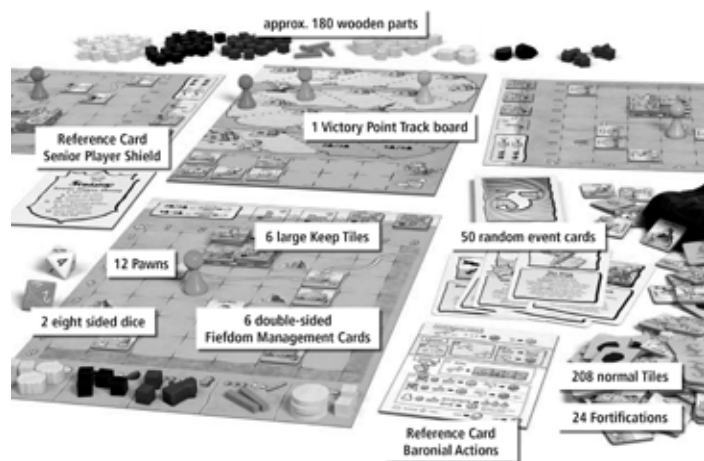 approx. 180 wooden parts
1 Victory Point Track board
Reference Card
Senior Player Shield
6 large Keep Tiles
50 random event cards
12 Pawns
2 eight sided dice
6 double-sided
Fiefdom Management Cards
208 normal Tiles
24 Fortifications
Reference Card
Baronial Actions